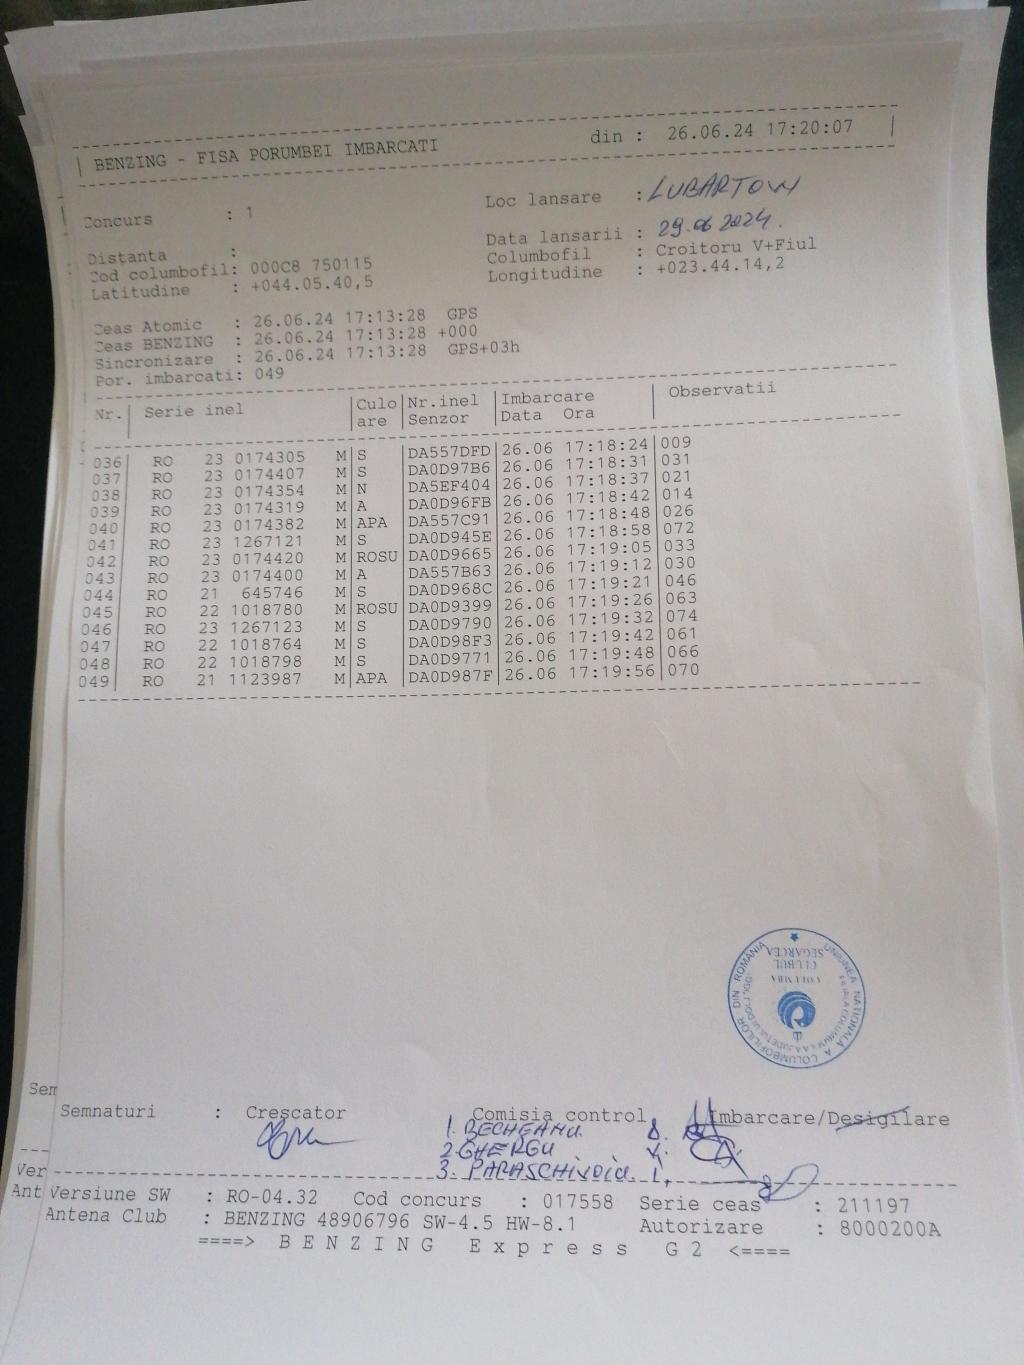 BENZING - FISA PORUMBEI IMBARCATI din : 26.06.24 17:20:07
Concurs : 1 Loc lansare : LUBARTOW
Distanta : Data lansarii : 29.06 2024.
Cod columbofil: 000C8 750115 Columbofil : Croitoru V+Fiul
Latitudine : +044.05.40,5 Longitudine : +023.44.14,2
Ceas Atomic : 26.06.24 17:13:28 GPS
Ceas BENZING : 26.06.24 17:13:28 +000
Sincronizare : 26.06.24 17:13:28 GPS+03h
Por. imbarcati: 049
Nr. Serie inel Culo Nr.inel Imbarcare Observatii
are Senzor Data Ora
036 RO 23 0174305 M S DA557DFD 26.06 17:18:24 009
037 RO 23 0174407 M S DA0D97B6 26.06 17:18:31 031
038 RO 23 0174354 M N DA5EF404 26.06 17:18:37 021
039 RO 23 0174319 M A DA0D96FB 26.06 17:18:42 014
040 RO 23 0174382 M APA DA557C91 26.06 17:18:48 026
041 RO 23 1267121 M S DA0D945E 26.06 17:18:58 072
042 RO 23 0174420 M ROSU DA0D9665 26.06 17:19:05 033
043 RO 23 0174400 M A DA557B63 26.06 17:19:12 030
044 RO 21 645746 M S DA0D968C 26.06 17:19:21 046
045 RO 22 1018780 M ROSU DA0D9399 26.06 17:19:26 063
046 RO 23 1267123 M S DA0D9790 26.06 17:19:32 074
047 RO 22 1018764 M S DA0D98F3 26.06 17:19:42 061
048 RO 22 1018798 M S DA0D9771 26.06 17:19:48 066
049 RO 21 1123987 M APA DA0D987F 26.06 17:19:56 070
UNIUNEA NATIONALA A COLUMBOFILILOR DIN ROMÂNIA
COLUMBA
CLUBUL
SEGARCEA
Sem
Semnaturi : Crescator Comisia control Imbarcare/Desigilare
1. BECHEANU
2. GHERGU
3. PARASCHIVOIU I.
Ver
Ant
Versiune SW : RO-04.32 Cod concurs : 017558 Serie ceas : 211197
Antena Club : BENZING 48906796 SW-4.5 HW-8.1 Autorizare : 8000200A
====> B E N Z I N G E x p r e s s G 2 <====